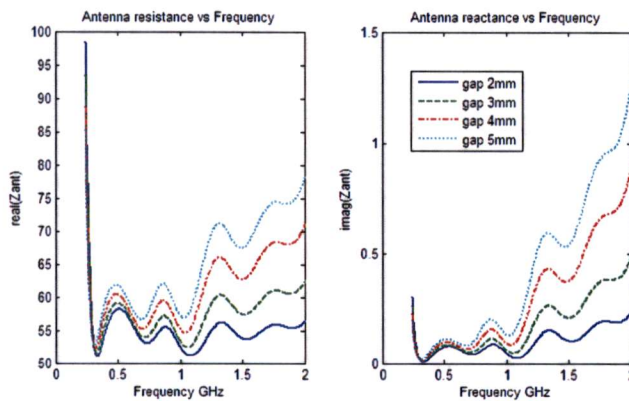 Antenna resistance vs Frequency
100
95
90
85
80
75
70
65
60
55
50
0
0.5
1
1.5
2
real(Zant)
Frequency GHz
Antenna reactance vs Frequency
1.5
1
0.5
0
0
0.5
1
1.5
2
imag(Zant)
Frequency GHz
gap 2mm
gap 3mm
gap 4mm
gap 5mm